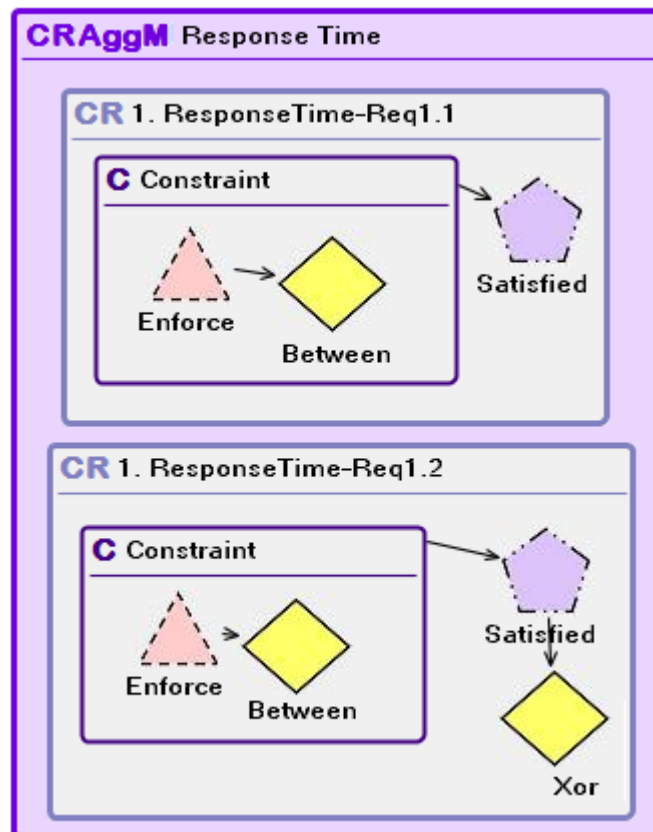 CRAggM Response Time
CR 1. ResponseTime-Req1.1
C Constraint
Satisfied
Enforce
Between
CR 1. ResponseTime-Req1.2
C Constraint
Satisfied
Enforce
Between
Xor